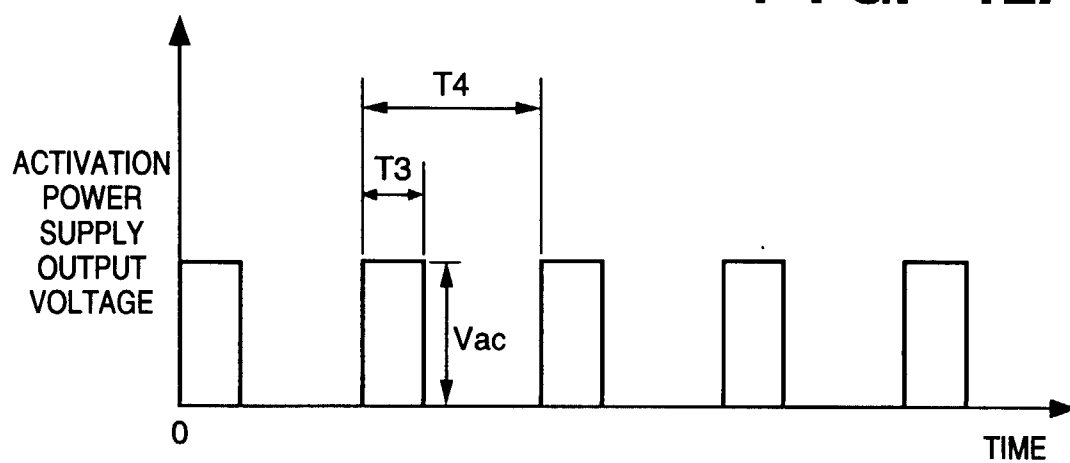 T4
T3
ACTIVATION
POWER
SUPPLY
OUTPUT
VOLTAGE
Vac
0
TIME